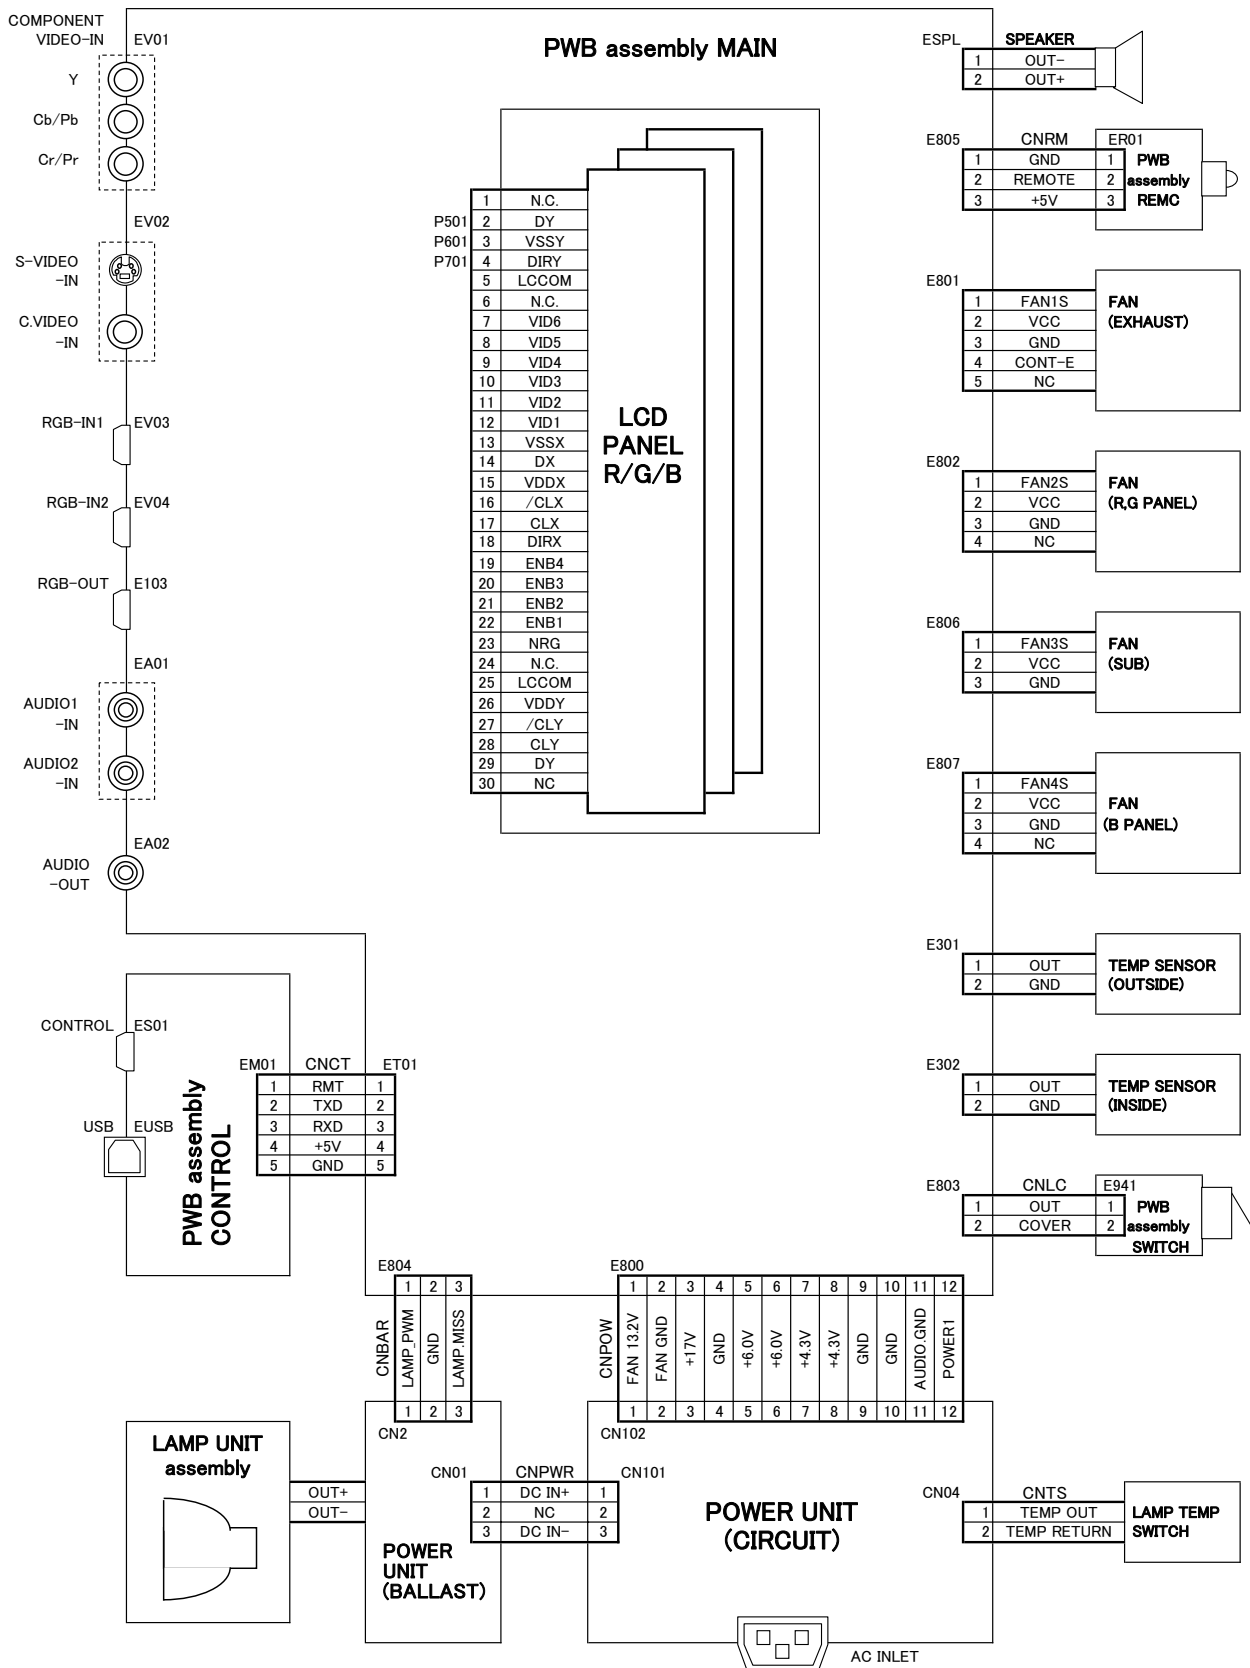 COMPONENT
VIDEO-IN EV01
Y
Cb/Pb
Cr/Pr
EV02
S-VIDEO
-IN
C.VIDEO
-IN
RGB-IN1 EV03
RGB-IN2 EV04
RGB-OUT E103
EA01
AUDIO1
-IN
AUDIO2
-IN
EA02
AUDIO
-OUT
PWB assembly MAIN
1 N.C.
P501 2 DY
P601 3 VSSY
P701 4 DIRY
5 LCCOM
6 N.C.
7 VID6
8 VID5
9 VID4
10 VID3
11 VID2
12 VID1
13 VSSX
14 DX
15 VDDX
16 /CLX
17 CLX
18 DIRX
19 ENB4
20 ENB3
21 ENB2
22 ENB1
23 NRG
24 N.C.
25 LCCOM
26 VDDY
27 /CLY
28 CLY
29 DY
30 NC
LCD
PANEL
R/G/B
ESPL SPEAKER
1 OUT-
2 OUT+
E805 CNRM ER01
1 GND 1
2 REMOTE 2
3 +5V 3
PWB
assembly
REMC
E801
1 FAN1S
2 VCC
3 GND
4 CONT-E
5 NC
FAN
(EXHAUST)
E802
1 FAN2S
2 VCC
3 GND
4 NC
FAN
(R,G PANEL)
E806
1 FAN3S
2 VCC
3 GND
FAN
(SUB)
E807
1 FAN4S
2 VCC
3 GND
4 NC
FAN
(B PANEL)
E301
1 OUT
2 GND
TEMP SENSOR
(OUTSIDE)
E302
1 OUT
2 GND
TEMP SENSOR
(INSIDE)
E803 CNLC E941
1 OUT 1
2 COVER 2
PWB
assembly
SWITCH
CONTROL ES01
USB EUSB
PWB assembly
CONTROL
EM01 CNCT ET01
1 RMT 1
2 TXD 2
3 RXD 3
4 +5V 4
5 GND 5
E804
1 2 3
CNBAR
LAMP_PWM
GND
LAMP.MISS
1 2 3
CN2
E800
1 2 3 4 5 6 7 8 9 10 11 12
CNPOW
FAN 13.2V
FAN GND
+17V
GND
+6.0V
+6.0V
+4.3V
+4.3V
GND
GND
AUDIO.GND
POWER1
1 2 3 4 5 6 7 8 9 10 11 12
CN102
LAMP UNIT
assembly
OUT+
OUT-
CN01 CNPWR CN101
1 DC IN+ 1
2 NC 2
3 DC IN- 3
POWER
UNIT
(BALLAST)
POWER UNIT
(CIRCUIT)
CN04 CNTS
1 TEMP OUT
2 TEMP RETURN
LAMP TEMP
SWITCH
AC INLET